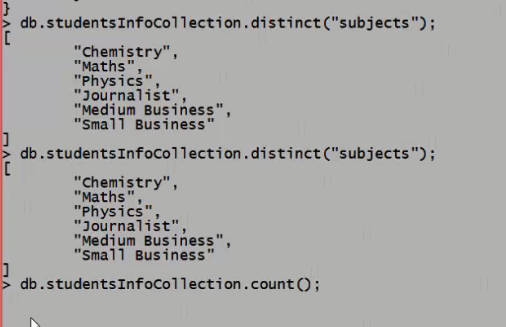 }
> db.studentsInfoCollection.distinct("subjects");
[
"Chemistry",
"Maths",
"Physics",
"Journalist",
"Medium Business",
"Small Business"
]
> db.studentsInfoCollection.distinct("subjects");
[
"Chemistry",
"Maths",
"Physics",
"Journalist",
"Medium Business",
"Small Business"
]
> db.studentsInfoCollection.count();